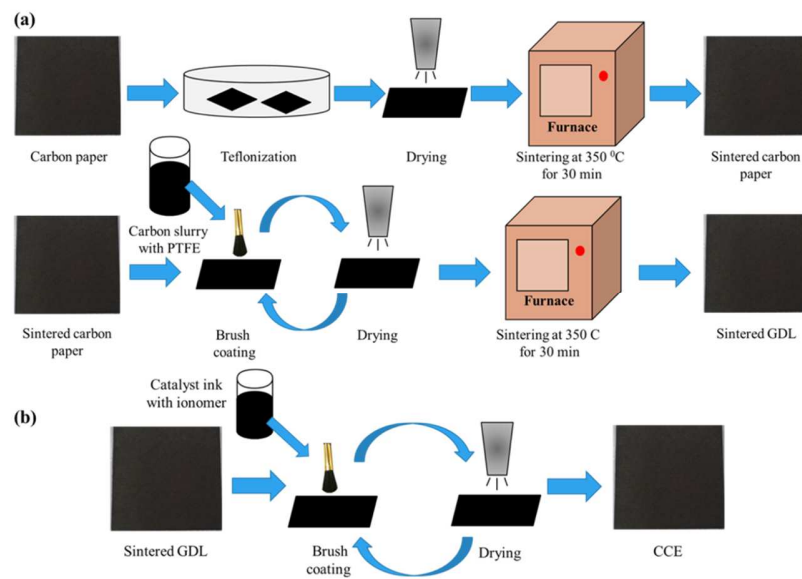 (a)
Furnace
Carbon paper
Teflonization
Drying
Sintering at 350 ⁰C
for 30 min
Sintered carbon
paper
Carbon slurry
with PTFE
Furnace
Sintered carbon
paper
Brush
coating
Drying
Sintering at 350 C
for 30 min
Sintered GDL
(b)
Catalyst ink
with ionomer
Sintered GDL
Brush
coating
Drying
CCE